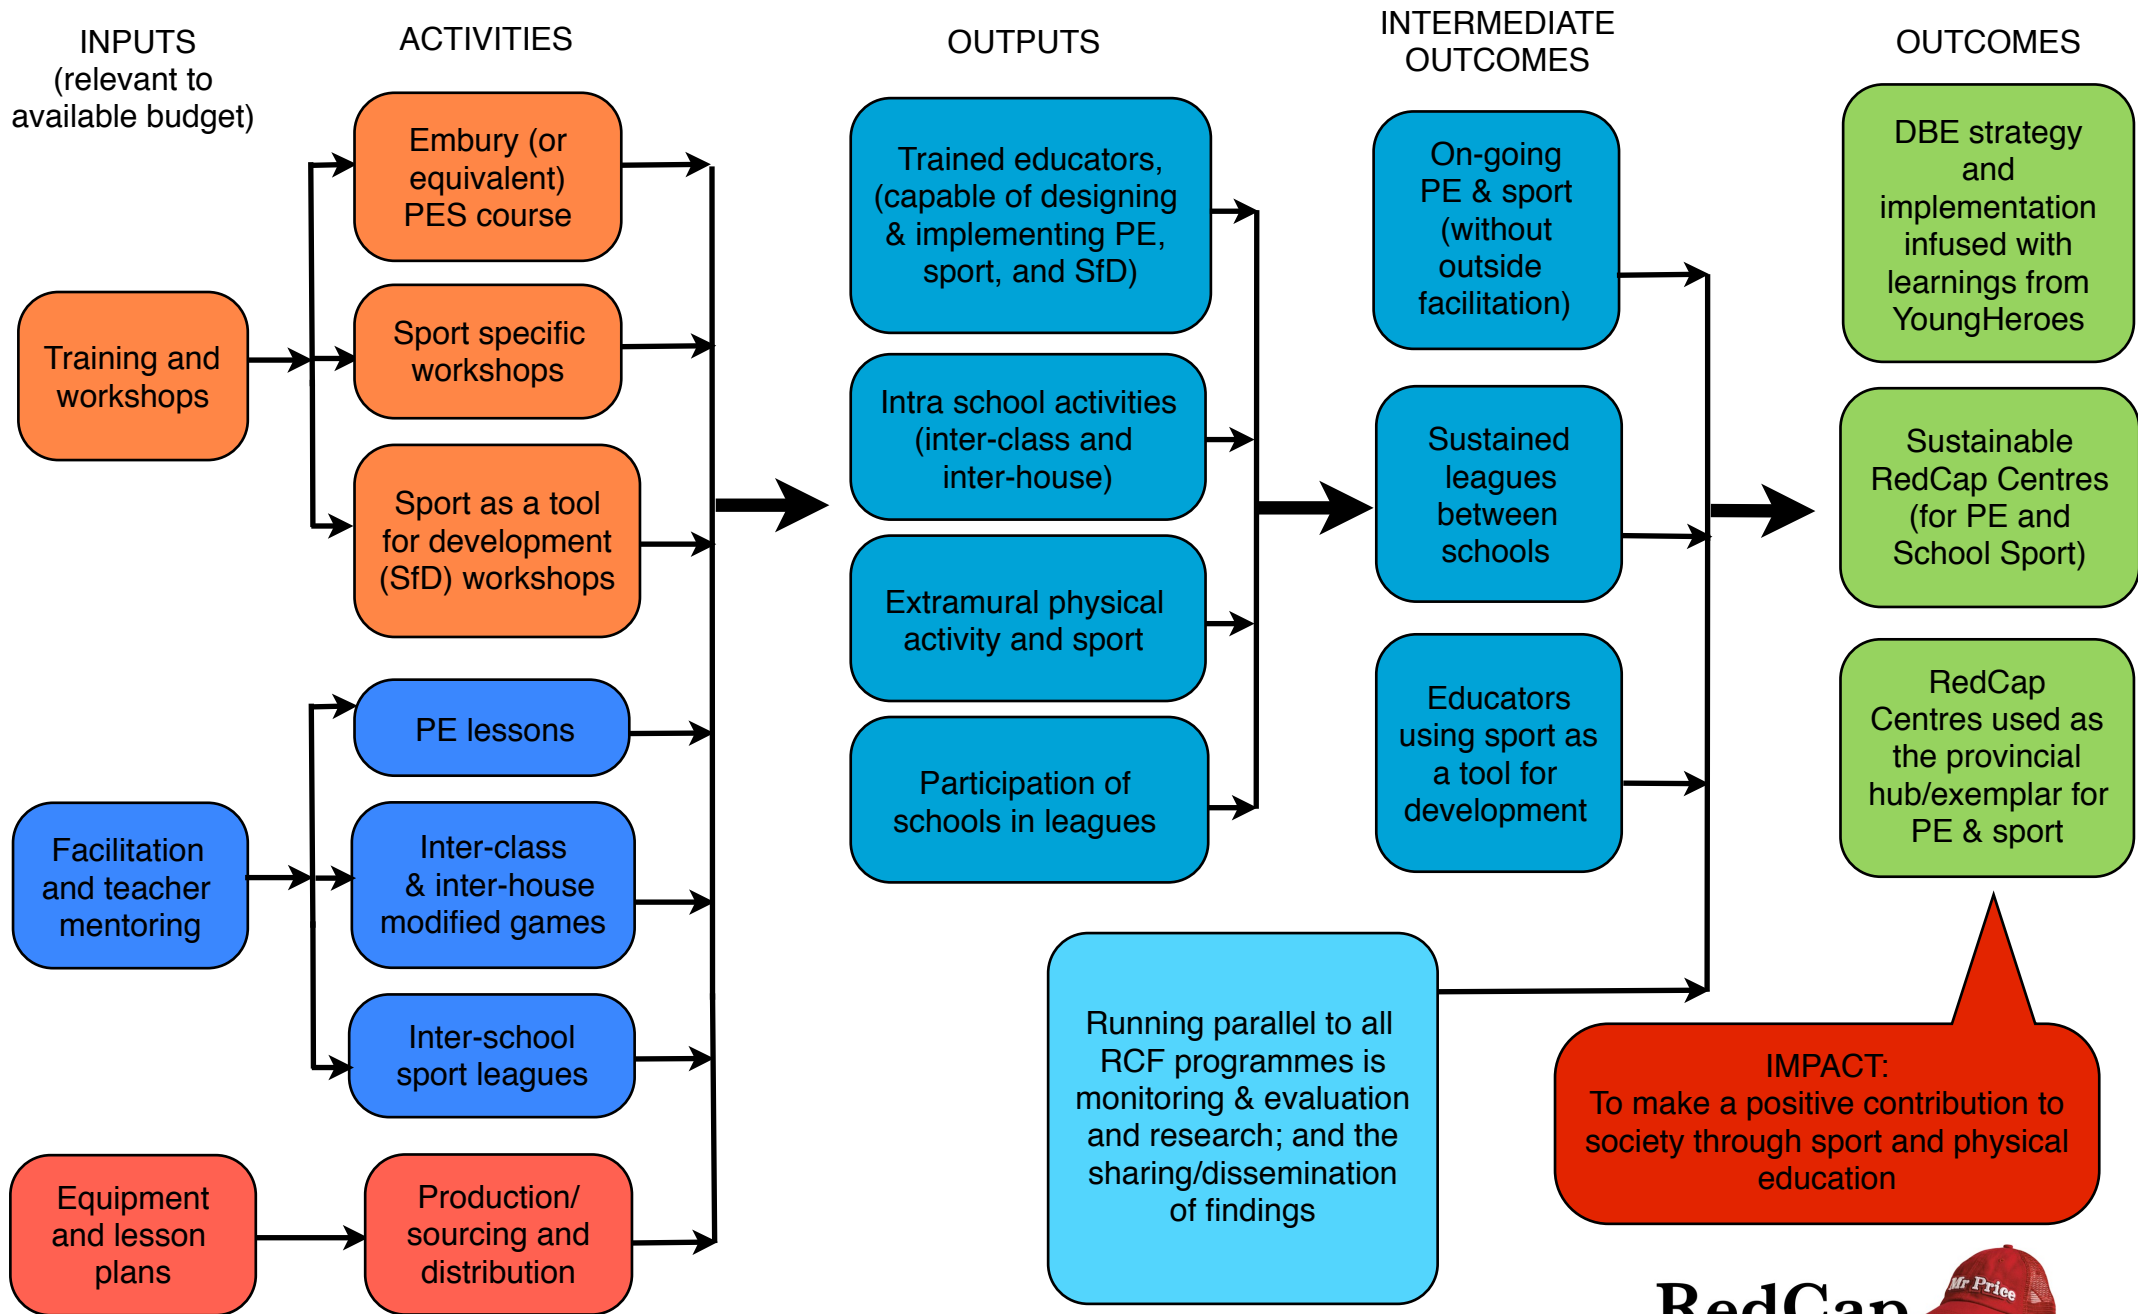 INPUTS
(relevant to
available budget)
ACTIVITIES
OUTPUTS
INTERMEDIATE
OUTCOMES
OUTCOMES
Training and
workshops
Embury (or
equivalent)
PES course
Sport specific
workshops
Sport as a tool
for development
(SfD) workshops
Facilitation
and teacher
mentoring
PE lessons
Inter-class
& inter-house
modified games
Inter-school
sport leagues
Equipment
and lesson
plans
Production/
sourcing and
distribution
Trained educators,
(capable of designing
& implementing PE,
sport, and SfD)
Intra school activities
(inter-class and
inter-house)
Extramural physical
activity and sport
Participation of
schools in leagues
On-going
PE & sport
(without
outside
facilitation)
Sustained
leagues
between
schools
Educators
using sport as
a tool for
development
Running parallel to all
RCF programmes is
monitoring & evaluation
and research; and the
sharing/dissemination
of findings
DBE strategy
and
implementation
infused with
learnings from
YoungHeroes
Sustainable
RedCap Centres
(for PE and
School Sport)
RedCap
Centres used as
the provincial
hub/exemplar for
PE & sport
IMPACT:
To make a positive contribution to
society through sport and physical
education
RedCap
Mr Price